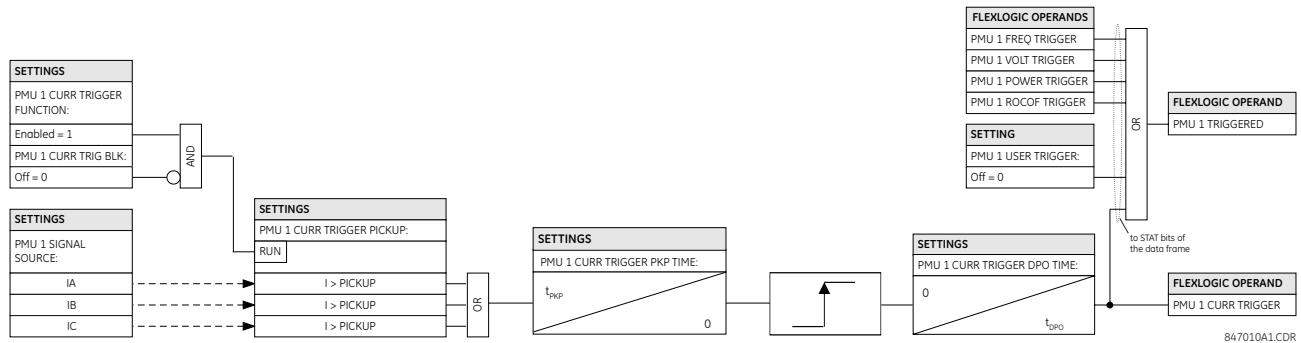 SETTINGS
PMU 1 CURR TRIGGER
FUNCTION:
Enabled = 1
PMU 1 CURR TRIG BLK:
Off = 0
AND
SETTINGS
PMU 1 SIGNAL
SOURCE:
IA
IB
IC
SETTINGS
PMU 1 CURR TRIGGER PICKUP:
RUN
I > PICKUP
I > PICKUP
I > PICKUP
OR
SETTINGS
PMU 1 CURR TRIGGER PKP TIME:
tPKP
0
SETTINGS
PMU 1 CURR TRIGGER DPO TIME:
0
tDPO
FLEXLOGIC OPERANDS
PMU 1 FREQ TRIGGER
PMU 1 VOLT TRIGGER
PMU 1 POWER TRIGGER
PMU 1 ROCOF TRIGGER
SETTING
PMU 1 USER TRIGGER:
Off = 0
OR
to STAT bits of
the data frame
FLEXLOGIC OPERAND
PMU 1 TRIGGERED
FLEXLOGIC OPERAND
PMU 1 CURR TRIGGER
847010A1.CDR